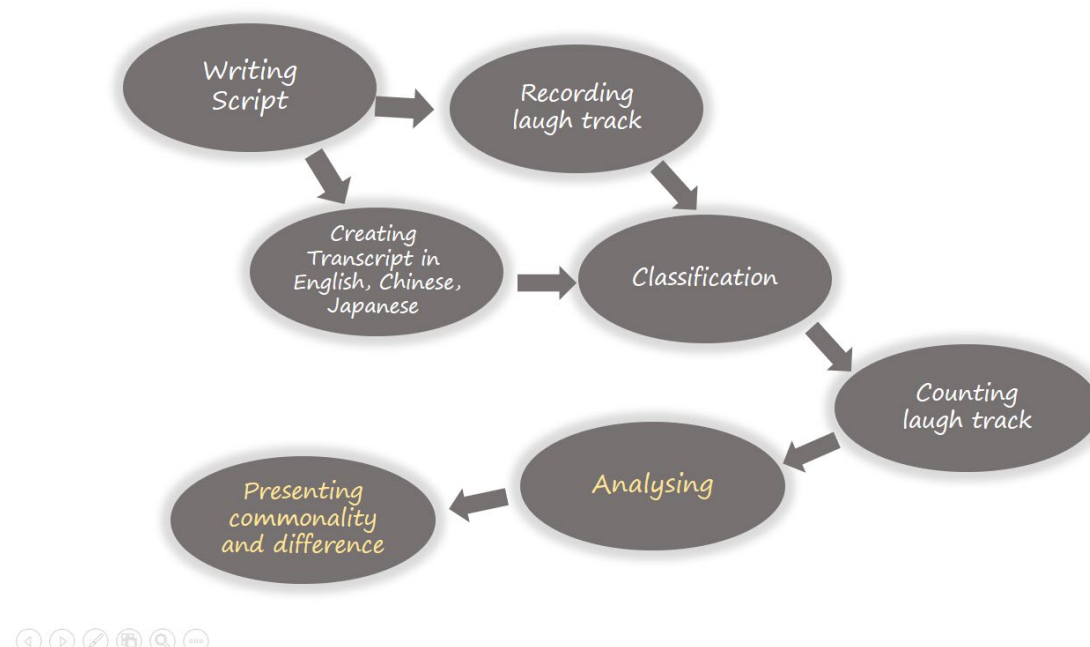 Writing
Script
Recording
laugh track
Creating
Transcript in
English, Chinese,
Japanese
Classification
Counting
laugh track
Analysing
Presenting
commonality
and difference